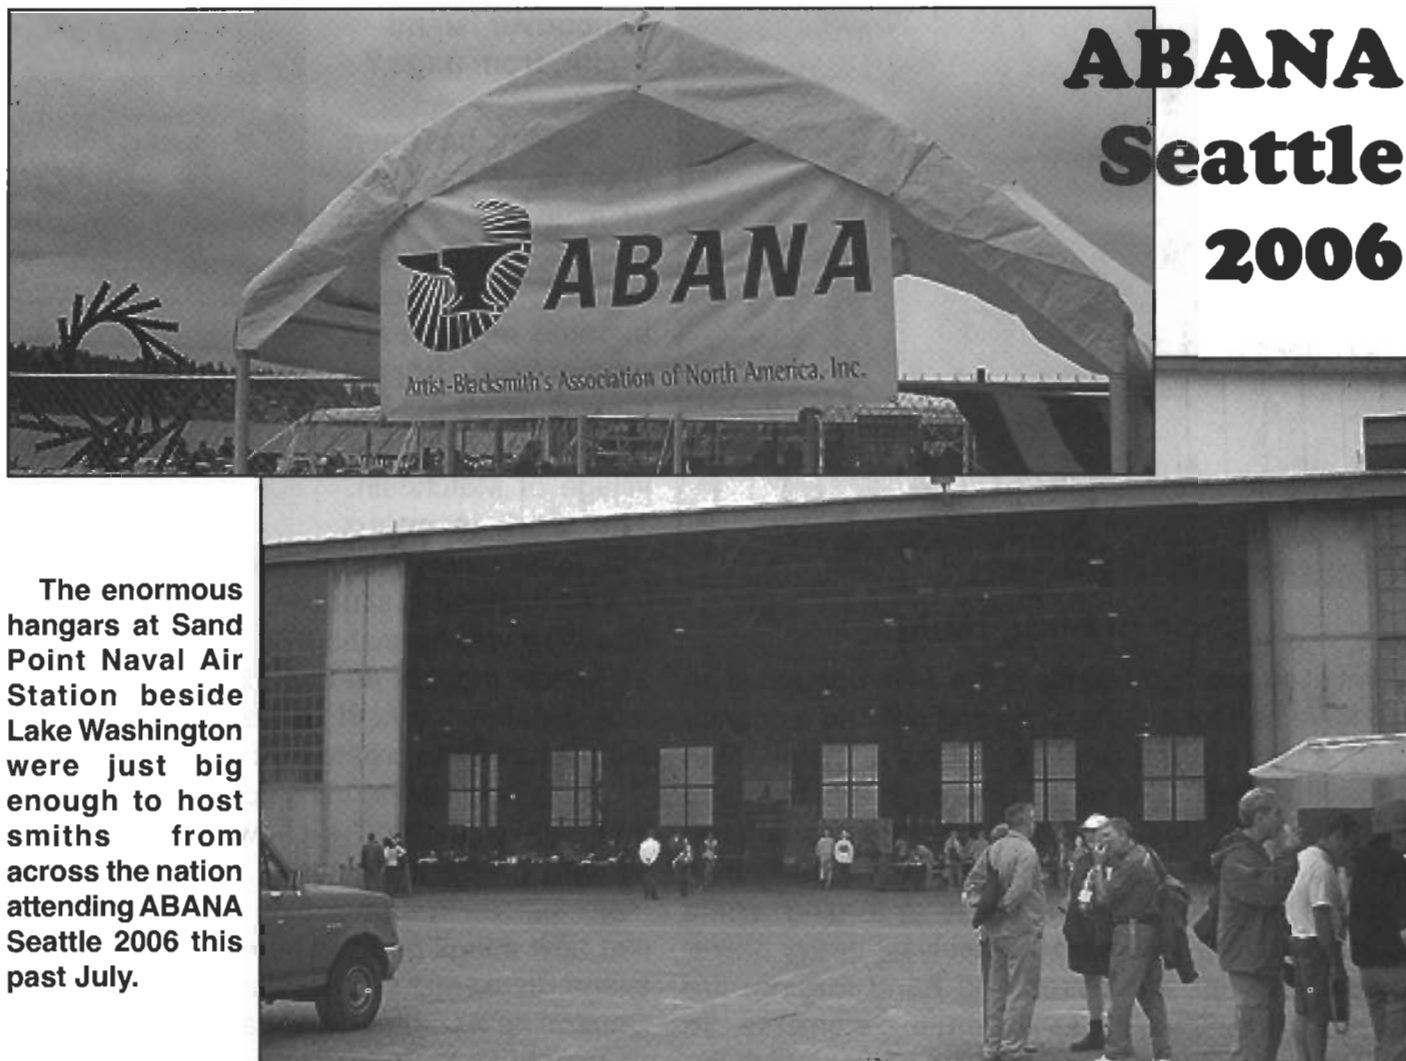 ABANA
Seattle
2006
ABANA
Artist-Blacksmith's Association of North America, Inc.
The enormous
hangars at Sand
Point Naval Air
Station beside
Lake Washington
were just big
enough to host
smiths from
across the nation
attending ABANA
Seattle 2006 this
past July.